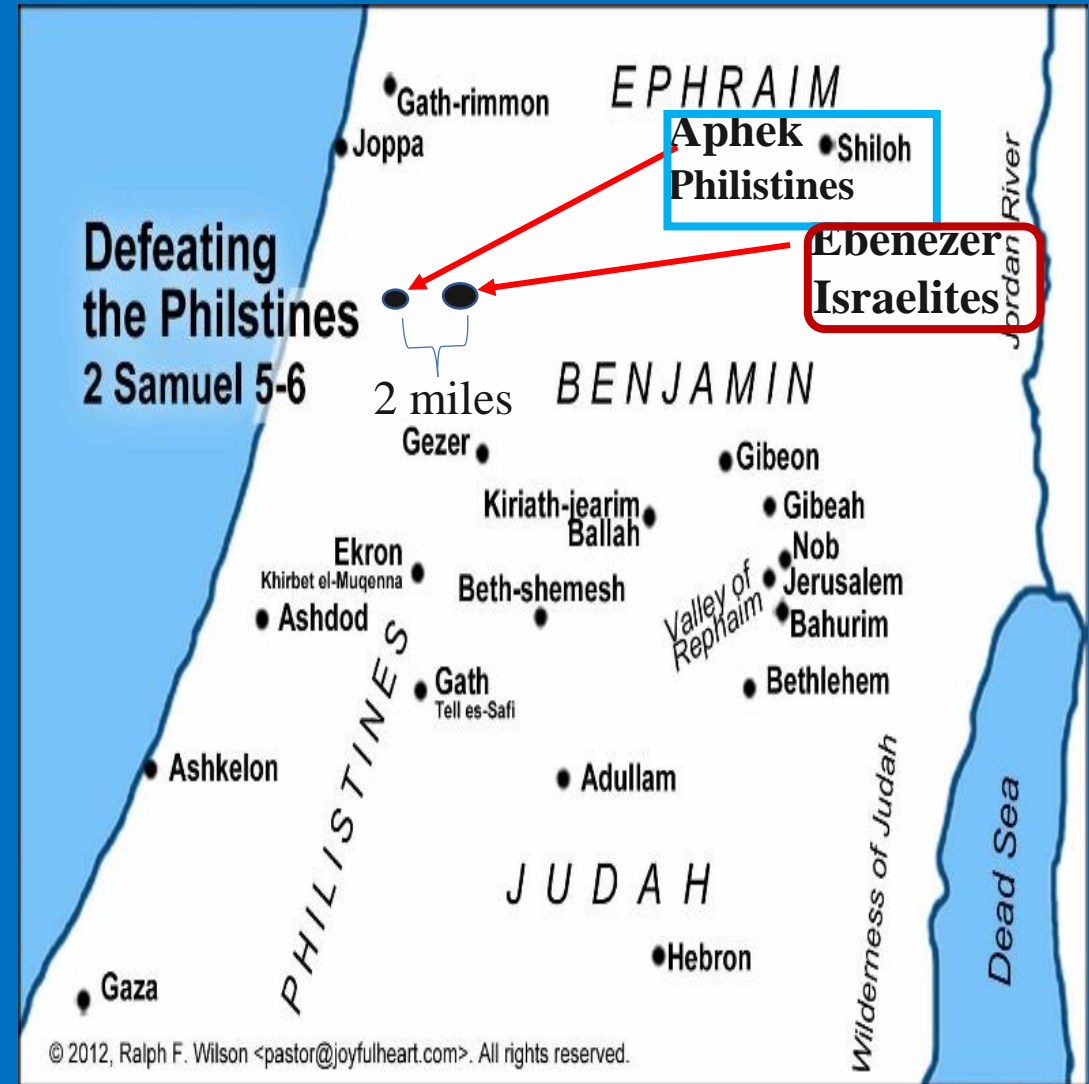 EPHRAIM
Gath-rimmon
Joppa
Aphek
Philistines
Shiloh
Jordan River
Ebenezer
Israelites
Defeating
the Philstines
2 Samuel 5-6
2 miles
BENJAMIN
Gezer
Gibeon
Kiriath-jearim
Ballah
Gibeah
Nob
Jerusalem
Bahurim
Valley of
Rephaim
Ekron
Khirbet el-Muqenna
Beth-shemesh
Ashdod
PHILISTINES
Gath
Tell es-Safi
Bethlehem
Ashkelon
Adullam
Wilderness of Judah
Dead Sea
JUDAH
Hebron
Gaza
© 2012, Ralph F. Wilson <pastor@joyfulheart.com>. All rights reserved.